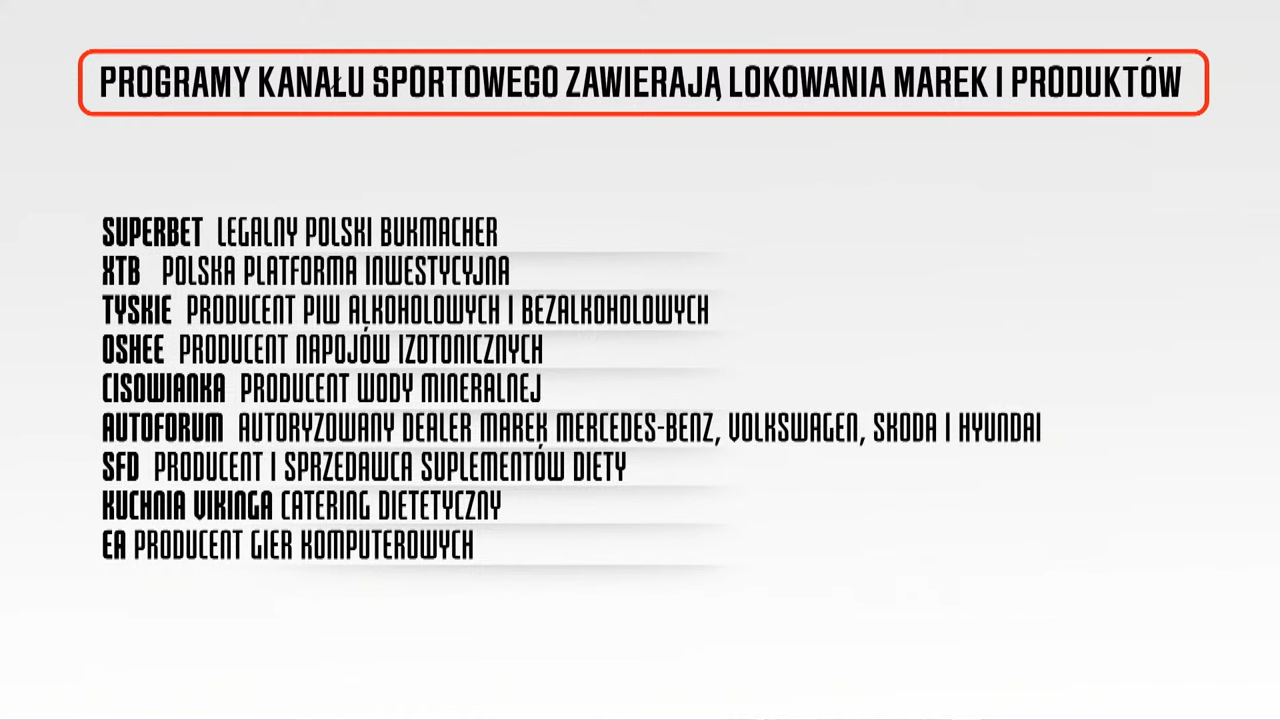 PROGRAMY KANAŁU SPORTOWEGO ZAWIERAJĄ LOKOWANIA MAREK I PRODUKTÓW
SUPERBET LEGALNY POLSKI BUKMACHER
XTB POLSKA PLATFORMA INWESTYCYJNA
TYSKIE PRODUCENT PIW ALKOHOLOWYCH I BEZALKOHOLOWYCH
OSHEE PRODUCENT NAPOJÓW IZOTONICZNYCH
CISOWIANKA PRODUCENT WODY MINERALNEJ
AUTOFORUM AUTORYZOWANY DEALER MAREK MERCEDES-BENZ, VOLKSWAGEN, SKODA I HYUNDAI
SFD PRODUCENT I SPRZEDAWCA SUPLEMENTÓW DIETY
KUCHNIA VIKINGA CATERING DIETETYCZNY
EA PRODUCENT GIER KOMPUTEROWYCH